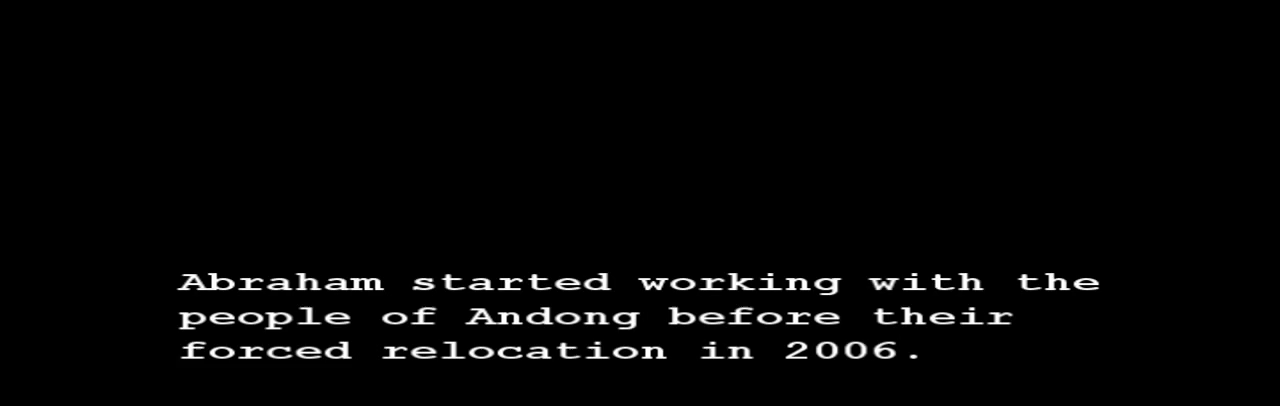 Abraham started working with the
people of Andong before their
forced relocation in 2006.